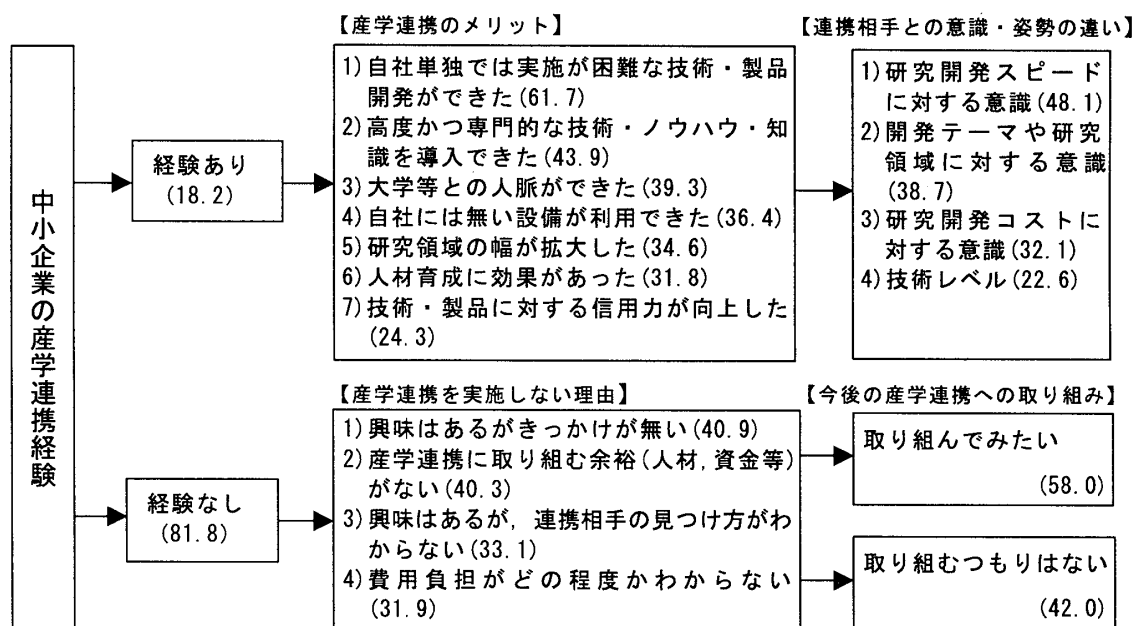 中小企業の産学連携経験
経験あり
(18.2)
【産学連携のメリット】
1)自社単独では実施が困難な技術・製品
開発ができた(61.7)
2)高度かつ専門的な技術・ノウハウ・知
識を導入できた(43.9)
3)大学等との人脈ができた(39.3)
4)自社には無い設備が利用できた(36.4)
5)研究領域の幅が拡大した(34.6)
6)人材育成に効果があった(31.8)
7)技術・製品に対する信用力が向上した
(24.3)
【連携相手との意識・姿勢の違い】
1)研究開発スピード
に対する意識(48.1)
2)開発テーマや研究
領域に対する意識
(38.7)
3)研究開発コストに
対する意識(32.1)
4)技術レベル(22.6)
経験なし
(81.8)
【産学連携を実施しない理由】
1)興味はあるがきっかけが無い(40.9)
2)産学連携に取り組む余裕(人材,資金等)
がない(40.3)
3)興味はあるが,連携相手の見つけ方がわ
からない(33.1)
4)費用負担がどの程度かわからない
(31.9)
【今後の産学連携への取り組み】
取り組んでみたい
(58.0)
取り組むつもりはない
(42.0)